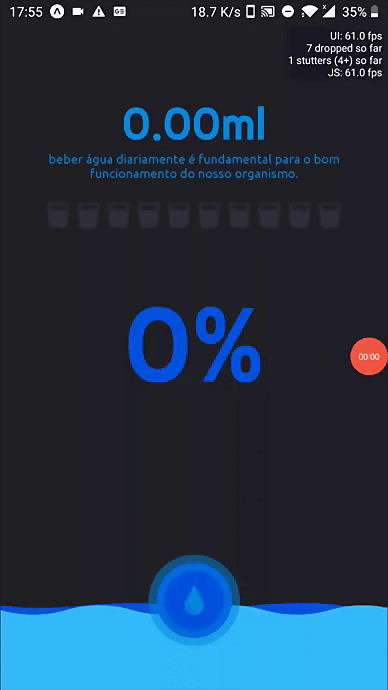 17:55 GE 18.7 K/s 35%
UI: 61.0 fps
7 dropped so far
1 stutters (4+) so far
JS: 61.0 fps
0.00ml
beber água diariamente é fundamental para o bom
funcionamento do nosso organismo.
0%
00:00